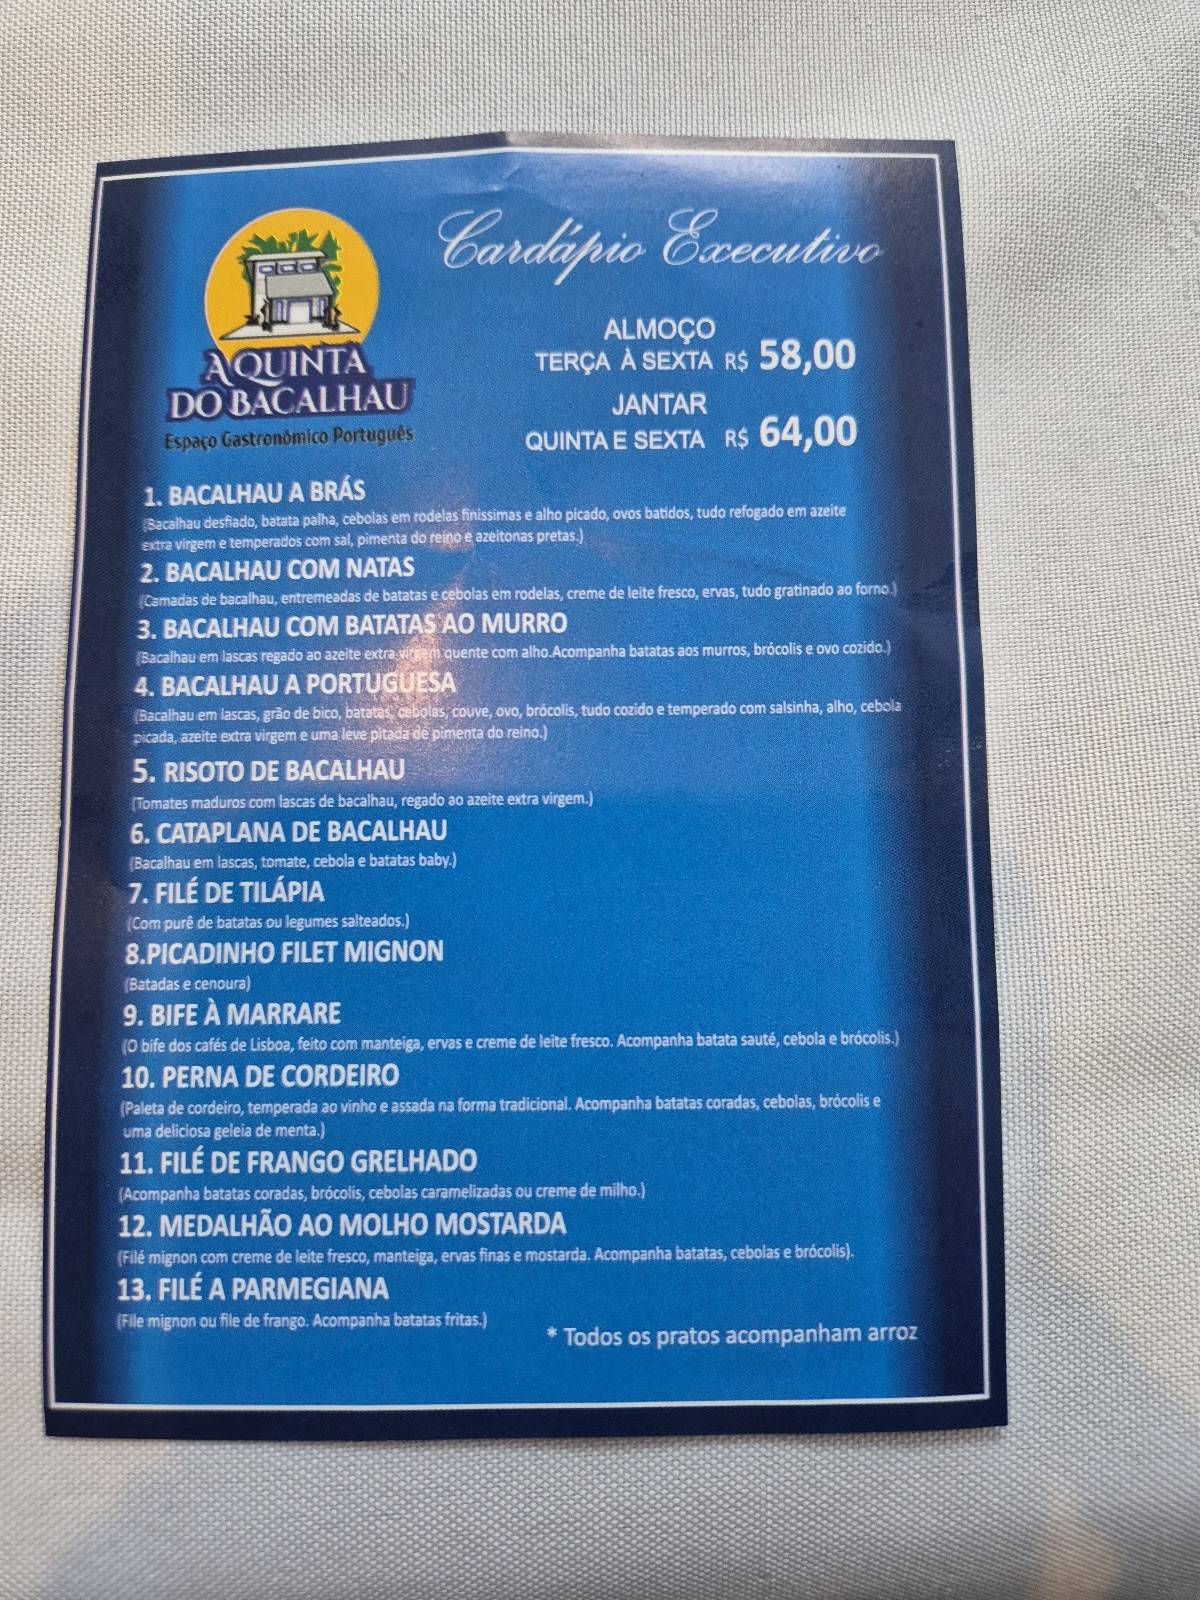 Cardápio Executivo
A QUINTA
DO BACALHAU
Espaço Gastronômico Português
ALMOÇO
TERÇA À SEXTA R$ 58,00
JANTAR
QUINTA E SEXTA R$ 64,00
1. BACALHAU A BRÁS
(Bacalhau desfiado, batata palha, cebolas em rodelas finissimas e alho picado, ovos batidos, tudo refogado em azeite
extra virgem e temperados com sal, pimenta do reino e azeitonas pretas.)
2. BACALHAU COM NATAS
(Camadas de bacalhau, entremeadas de batatas e cebolas em rodelas, creme de leite fresco, ervas, tudo gratinado ao forno.)
3. BACALHAU COM BATATAS AO MURRO
(Bacalhau em lascas regado ao azeite extra virgem quente com alho.Acompanha batatas aos murros, brócolis e ovo cozido.)
4. BACALHAU A PORTUGUESA
(Bacalhau em lascas, grão de bico, batatas, cebolas, couve, ovo, brócolis, tudo cozido e temperado com salsinha, alho, cebola
picada, azeite extra virgem e uma leve pitada de pimenta do reino.)
5. RISOTO DE BACALHAU
(Tomates maduros com lascas de bacalhau, regado ao azeite extra virgem.)
6. CATAPLANA DE BACALHAU
(Bacalhau em lascas, tomate, cebola e batatas baby.)
7. FILÉ DE TILÁPIA
(Com purê de batatas ou legumes salteados.)
8.PICADINHO FILET MIGNON
(Batadas e cenoura)
9. BIFE À MARRARE
(O bife dos cafés de Lisboa, feito com manteiga, ervas e creme de leite fresco. Acompanha batata sauté, cebola e brócolis.)
10. PERNA DE CORDEIRO
(Paleta de cordeiro, temperada ao vinho e assada na forma tradicional. Acompanha batatas coradas, cebolas, brócolis e
uma deliciosa geleia de menta.)
11. FILÉ DE FRANGO GRELHADO
(Acompanha batatas coradas, brócolis, cebolas caramelizadas ou creme de milho.)
12. MEDALHÃO AO MOLHO MOSTARDA
(Filé mignon com creme de leite fresco, manteiga, ervas finas e mostarda. Acompanha batatas, cebolas e brócolis).
13. FILÉ A PARMEGIANA
(File mignon ou file de frango. Acompanha batatas fritas.)
* Todos os pratos acompanham arroz